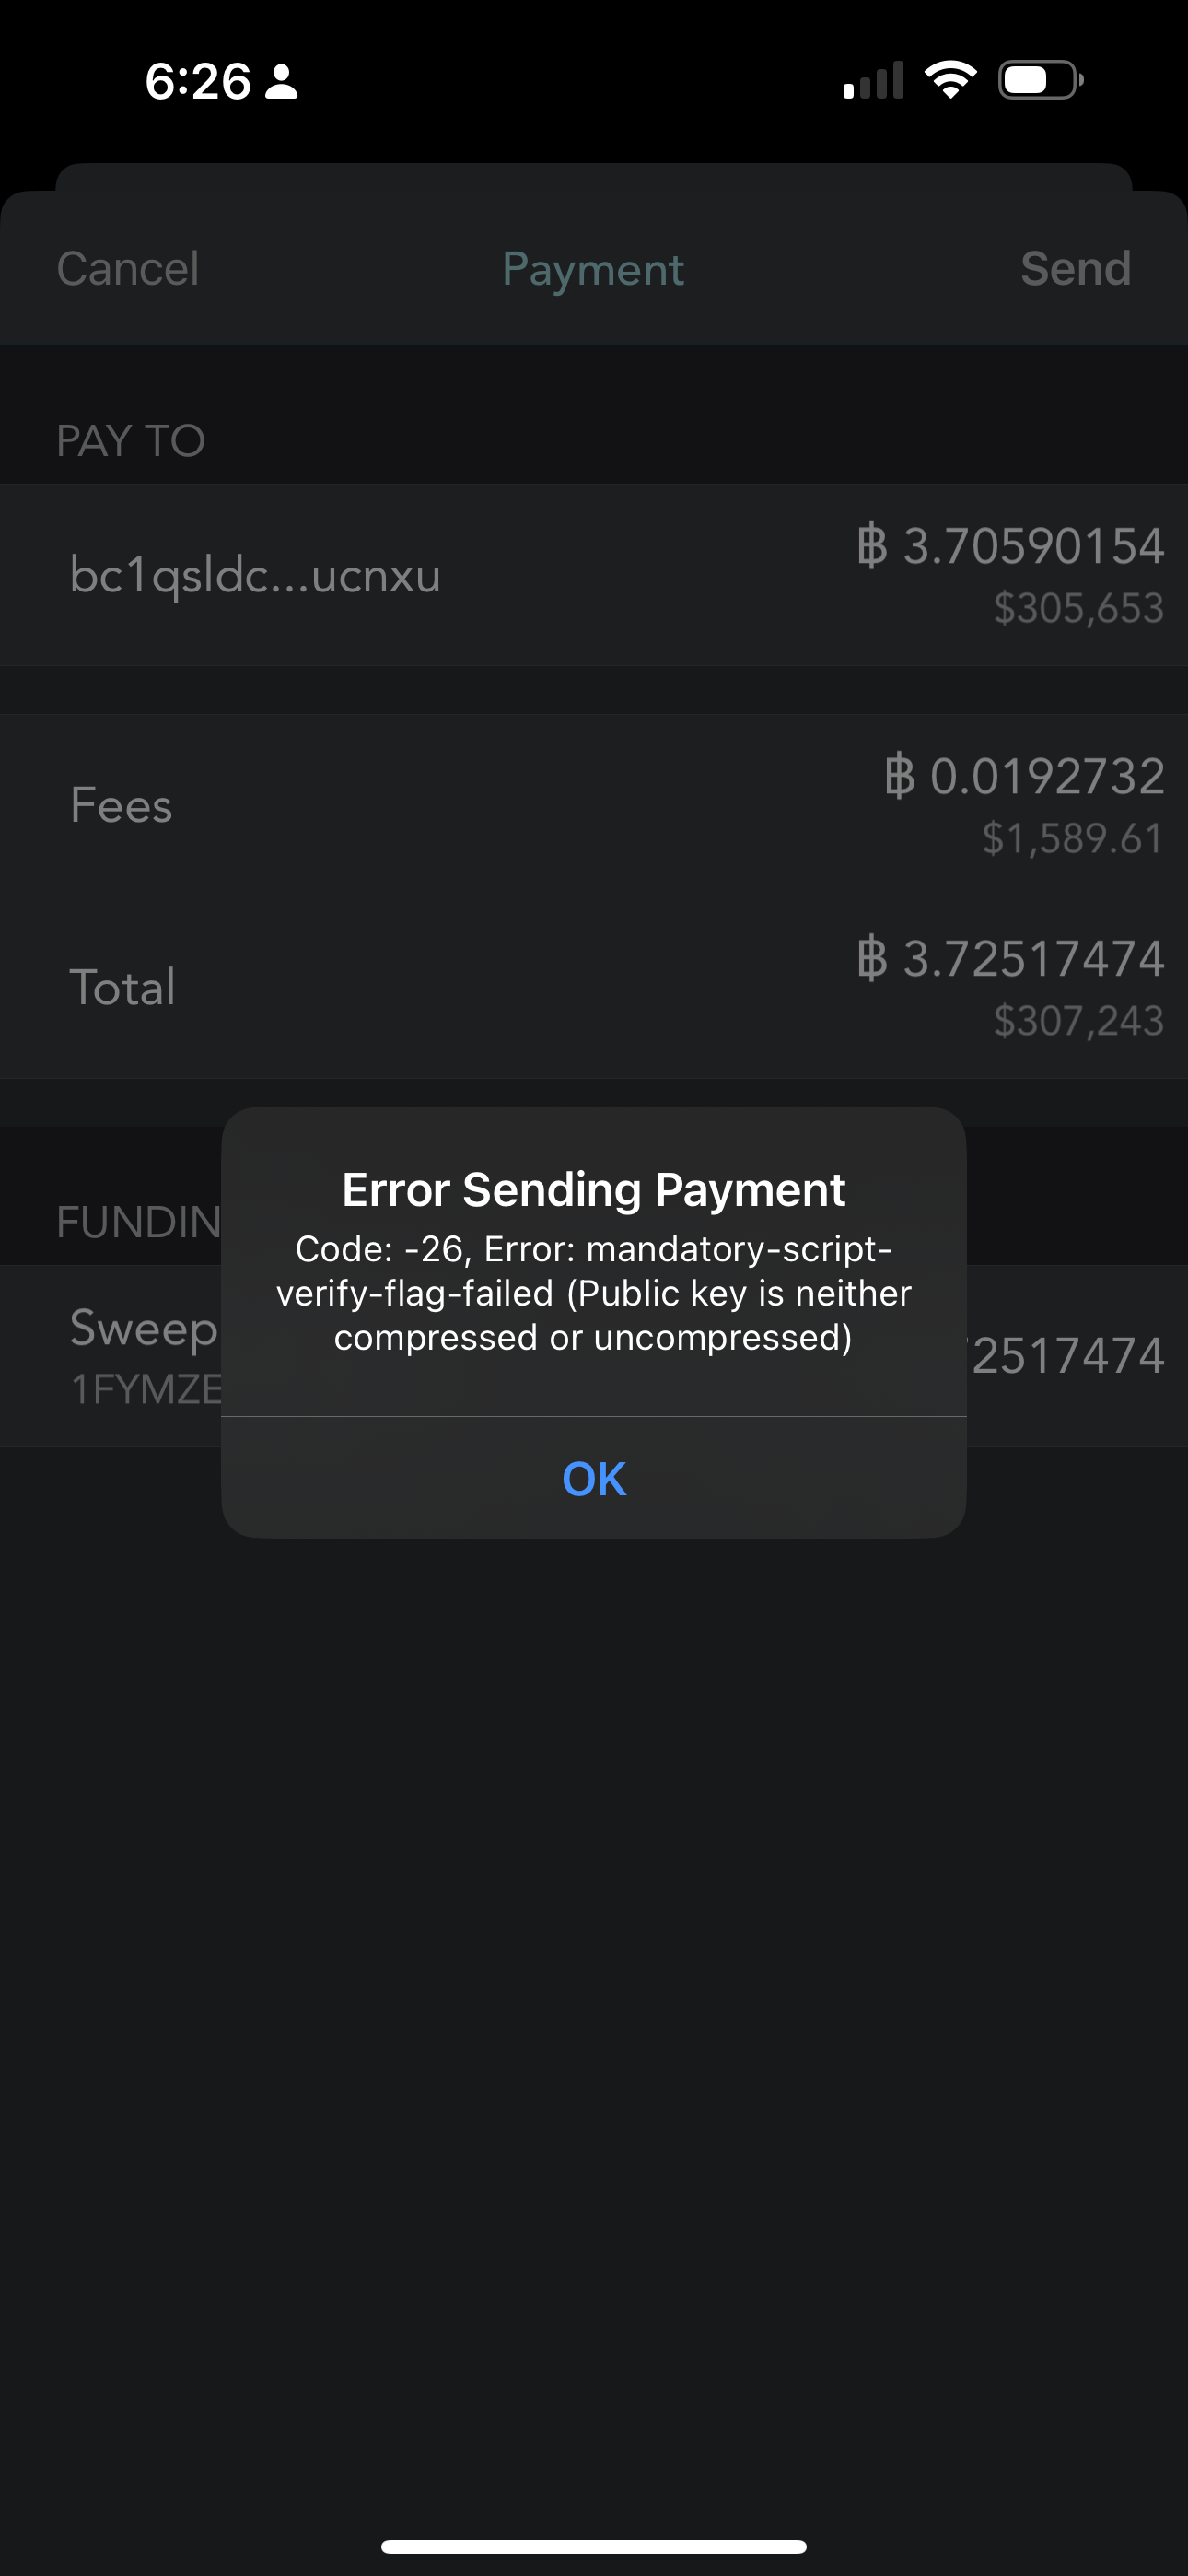 6:26
Cancel Payment Send
PAY TO
bc1qsldc...ucnxu ฿ 3.70590154
$305,653
Fees ฿ 0.0192732
$1,589.61
Total ฿ 3.72517474
$307,243
Error Sending Payment
Code: -26, Error: mandatory-script-
verify-flag-failed (Public key is neither
compressed or uncompressed)
FUNDIN
Sweep
1FYMZE
2517474
OK